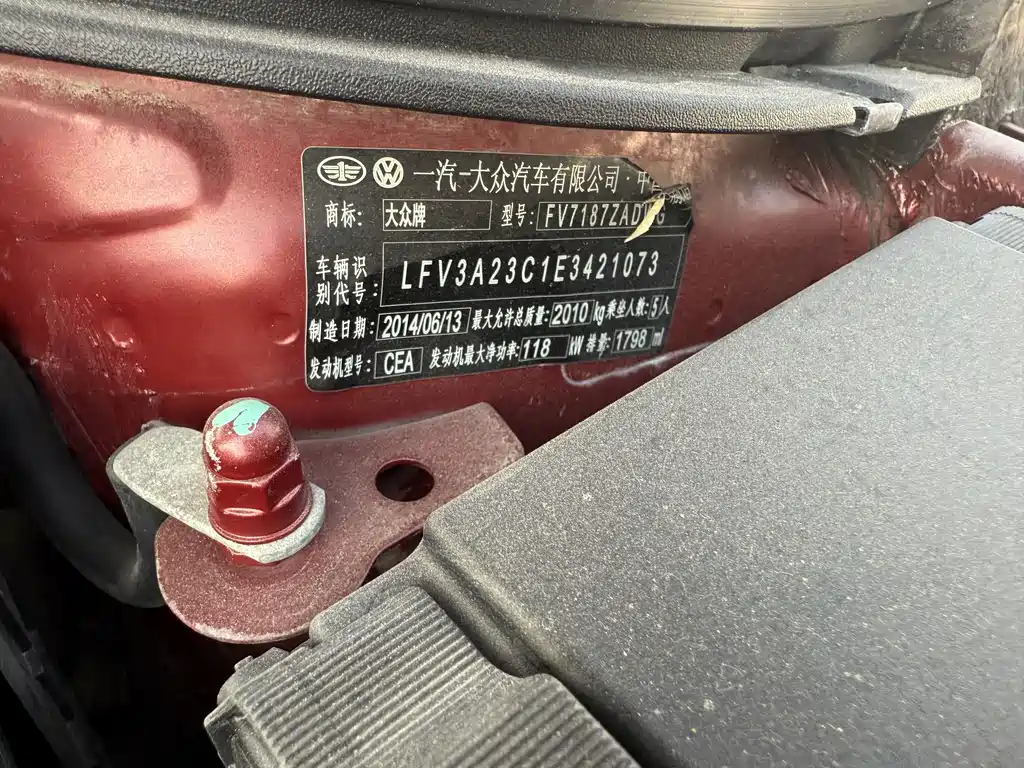 一汽-大众汽车有限公司·中
商标: 大众牌 型号: FV7187ZAD
车辆识别代号: LFV3A23C1E3421073
制造日期: 2014/06/13 最大允许总质量: 2010 kg 乘坐人数: 5 人
发动机型号: CEA 发动机最大净功率: 118 kW 排量: 1798 ml